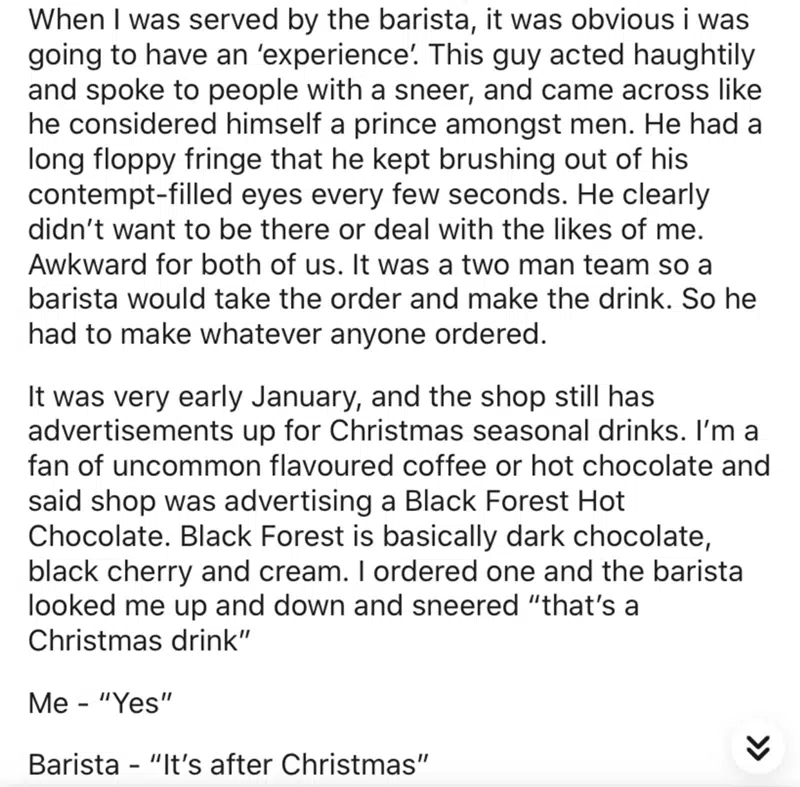 When I was served by the barista, it was obvious i was
going to have an ‘experience’. This guy acted haughtily
and spoke to people with a sneer, and came across like
he considered himself a prince amongst men. He had a
long floppy fringe that he kept brushing out of his
contempt-filled eyes every few seconds. He clearly
didn’t want to be there or deal with the likes of me.
Awkward for both of us. It was a two man team so a
barista would take the order and make the drink. So he
had to make whatever anyone ordered.
It was very early January, and the shop still has
advertisements up for Christmas seasonal drinks. I’m a
fan of uncommon flavoured coffee or hot chocolate and
said shop was advertising a Black Forest Hot
Chocolate. Black Forest is basically dark chocolate,
black cherry and cream. I ordered one and the barista
looked me up and down and sneered “that’s a
Christmas drink”
Me - “Yes”
Barista - “It’s after Christmas”